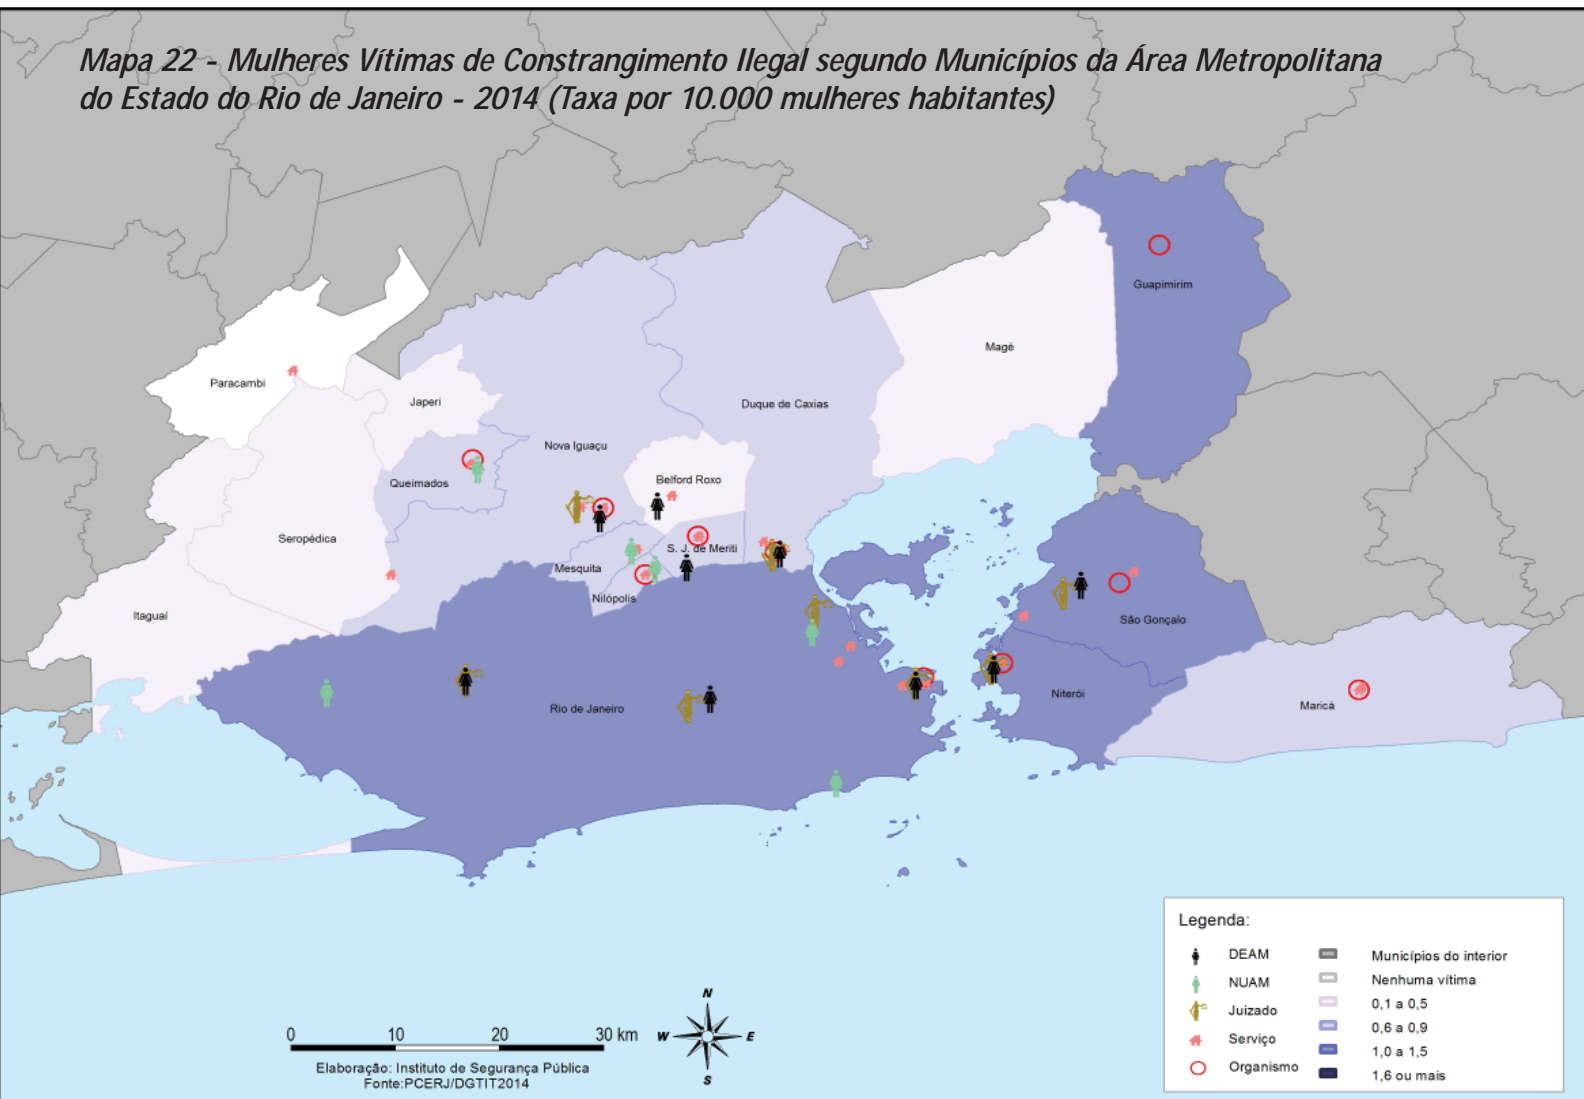 Mapa 22 - Mulheres Vítimas de Constrangimento Ilegal segundo Municípios da Área Metropolitana
do Estado do Rio de Janeiro - 2014 (Taxa por 10.000 mulheres habitantes)
Guapimirim
Magé
Paracambi
Japeri
Duque de Caxias
Nova Iguaçu
Belford Roxo
Queimados
Seropédica
S. J. de Meriti
Mesquita
Nilópolis
Itaguaí
São Gonçalo
Niterói
Rio de Janeiro
Maricá
Legenda:
DEAM
NUAM
Juizado
Serviço
Organismo
Municípios do interior
Nenhuma vítima
0,1 a 0,5
0,6 a 0,9
1,0 a 1,5
1,6 ou mais
N
W E
S
0 10 20 30 km
Elaboração: Instituto de Segurança Pública
Fonte:PCERJ/DGTIT2014